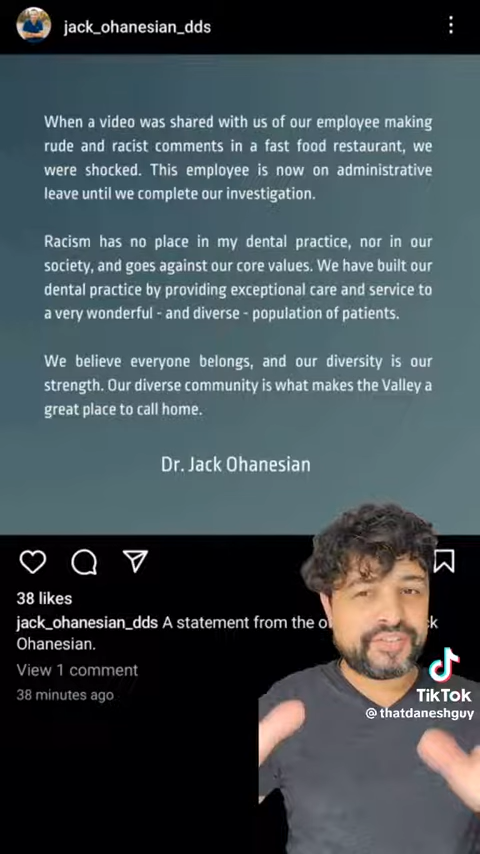 jack_ohanesian_dds
When a video was shared with us of our employee making
rude and racist comments in a fast food restaurant, we
were shocked. This employee is now on administrative
leave until we complete our investigation.
Racism has no place in my dental practice, nor in our
society, and goes against our core values. We have built our
dental practice by providing exceptional care and service to
a very wonderful - and diverse - population of patients.
We believe everyone belongs, and our diversity is our
strength. Our diverse community is what makes the Valley a
great place to call home.
Dr. Jack Ohanesian
38 likes
jack_ohanesian_dds A statement from the
Ohanesian.
View 1 comment
38 minutes ago
TikTok
@thatdaneshguy